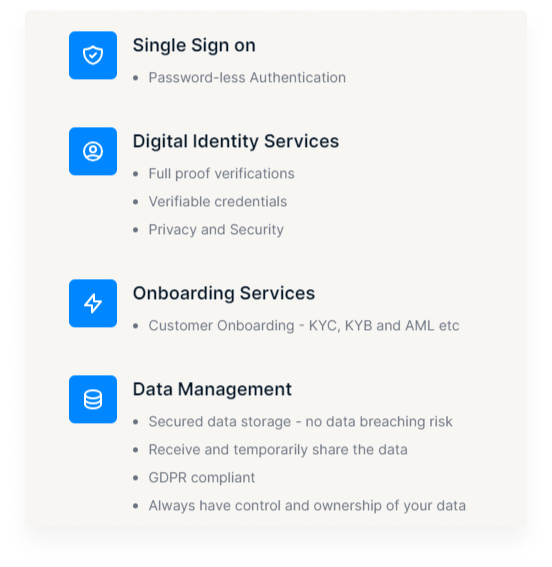 Single Sign on
• Password-less Authentication
Digital Identity Services
• Full proof verifications
• Verifiable credentials
• Privacy and Security
Onboarding Services
• Customer Onboarding - KYC, KYB and AML etc
Data Management
• Secured data storage - no data breaching risk
• Receive and temporarily share the data
• GDPR compliant
• Always have control and ownership of your data